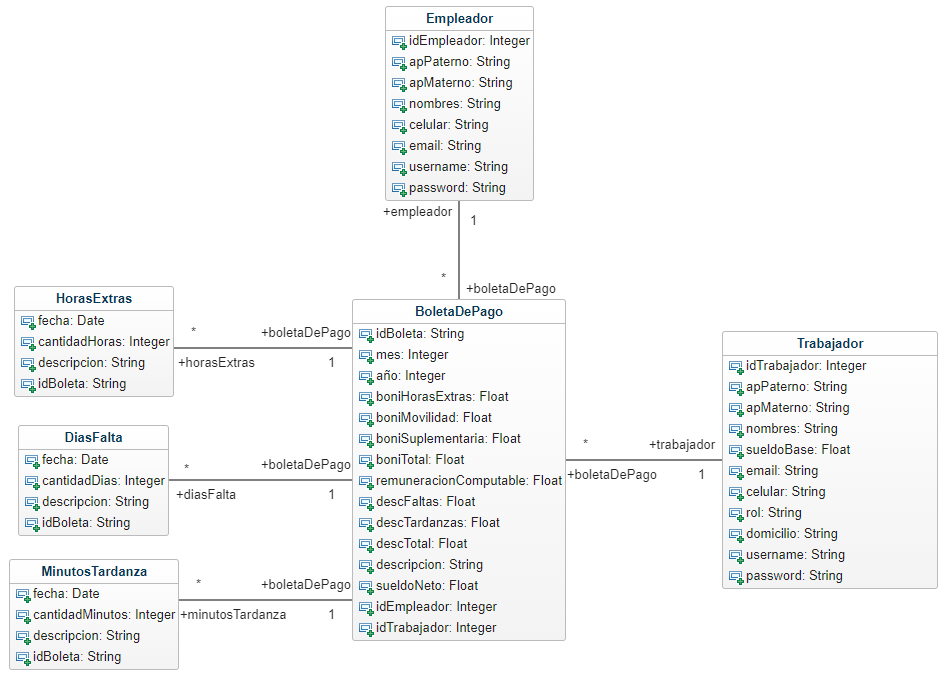 Empleador
idEmpleador: Integer
apPaterno: String
apMaterno: String
nombres: String
celular: String
email: String
username: String
password: String
+empleador
1
*
+boletaDePago
HorasExtras
fecha: Date
cantidadHoras: Integer
descripcion: String
idBoleta: String
*
+boletaDePago
+horasExtras
1
DiasFalta
fecha: Date
cantidadDias: Integer
descripcion: String
idBoleta: String
*
+boletaDePago
+diasFalta
1
MinutosTardanza
fecha: Date
cantidadMinutos: Integer
descripcion: String
idBoleta: String
*
+boletaDePago
+minutosTardanza
1
BoletaDePago
idBoleta: String
mes: Integer
año: Integer
boniHorasExtras: Float
boniMovilidad: Float
boniSuplementaria: Float
boniTotal: Float
remuneracionComputable: Float
descFaltas: Float
descTardanzas: Float
descTotal: Float
descripcion: String
sueldoNeto: Float
idEmpleador: Integer
idTrabajador: Integer
*
+trabajador
+boletaDePago
1
Trabajador
idTrabajador: Integer
apPaterno: String
apMaterno: String
nombres: String
sueldoBase: Float
email: String
celular: String
rol: String
domicilio: String
username: String
password: String